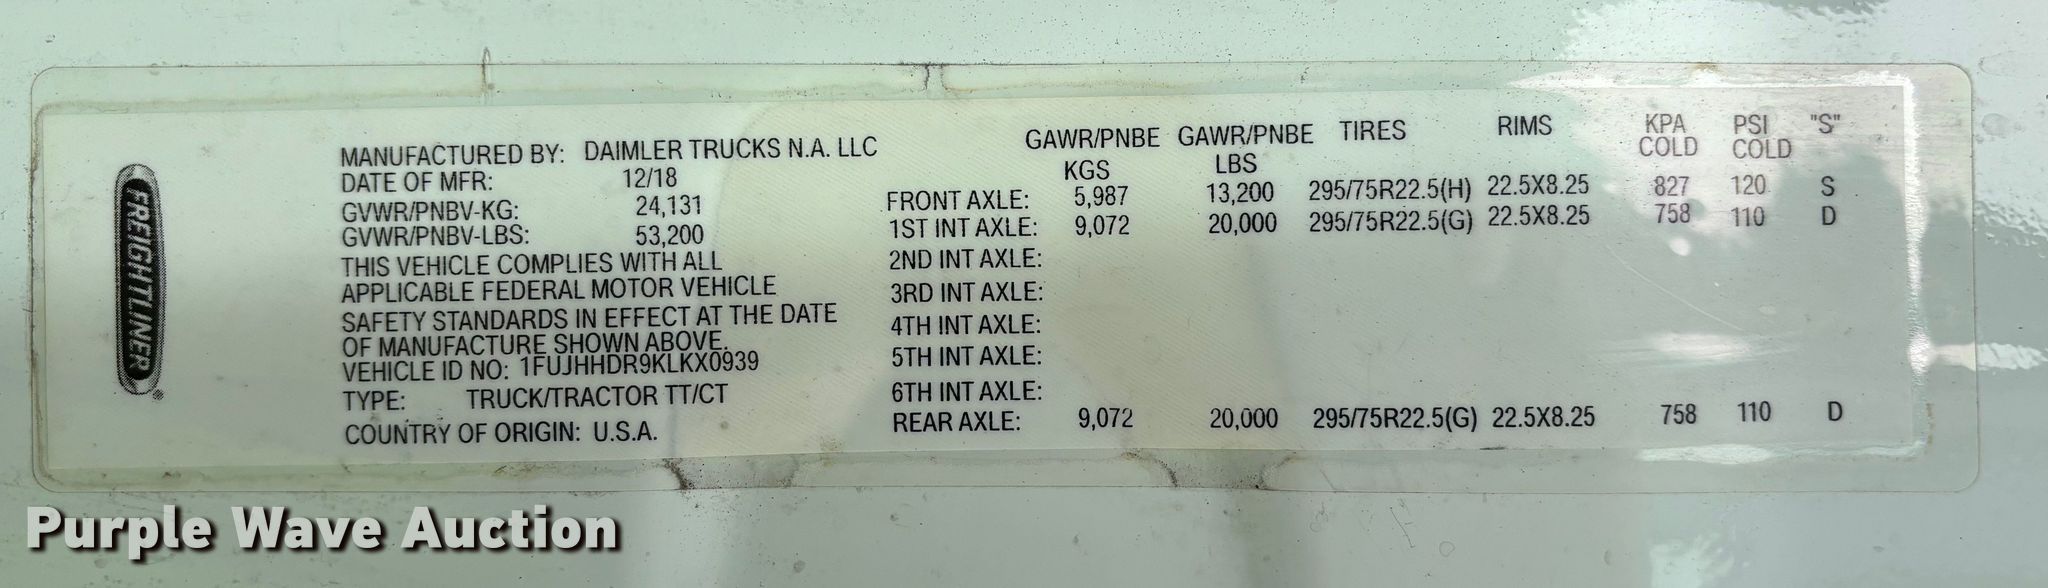 FREIGHTLINER®
MANUFACTURED BY: DAIMLER TRUCKS N.A. LLC
DATE OF MFR: 12/18
GVWR/PNBV-KG: 24,131
GVWR/PNBV-LBS: 53,200
THIS VEHICLE COMPLIES WITH ALL
APPLICABLE FEDERAL MOTOR VEHICLE
SAFETY STANDARDS IN EFFECT AT THE DATE
OF MANUFACTURE SHOWN ABOVE.
VEHICLE ID NO: 1FUJHHDR9KLKX0939
TYPE: TRUCK/TRACTOR TT/CT
COUNTRY OF ORIGIN: U.S.A.
GAWR/PNBE GAWR/PNBE TIRES RIMS KPA PSI "S"
KGS LBS COLD COLD
FRONT AXLE: 5,987 13,200 295/75R22.5(H) 22.5X8.25 827 120 S
1ST INT AXLE: 9,072 20,000 295/75R22.5(G) 22.5X8.25 758 110 D
2ND INT AXLE:
3RD INT AXLE:
4TH INT AXLE:
5TH INT AXLE:
6TH INT AXLE:
REAR AXLE: 9,072 20,000 295/75R22.5(G) 22.5X8.25 758 110 D
Purple Wave Auction